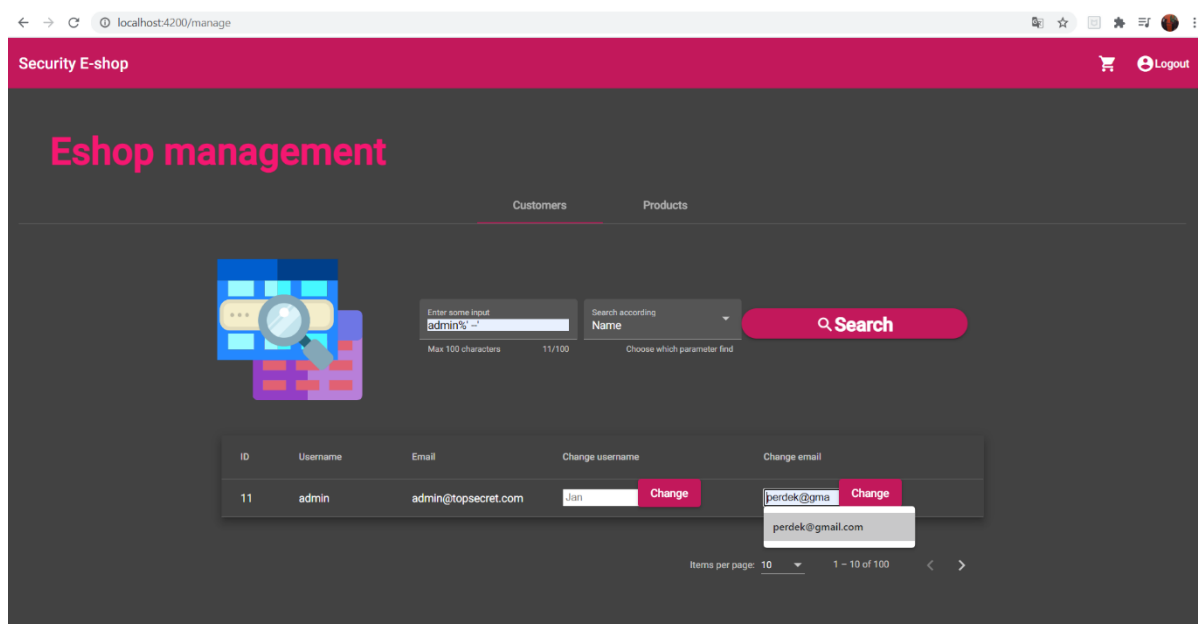 localhost:4200/manage
Security E-shop
Logout
Eshop management
Customers Products
Enter some input
admin%' --'
Max 100 characters 11/100
Search according
Name
Choose which parameter find
Search
ID Username Email Change username Change email
11 admin admin@topsecret.com Jan Change perdek@gma Change
perdek@gmail.com
Items per page: 10 1 – 10 of 100